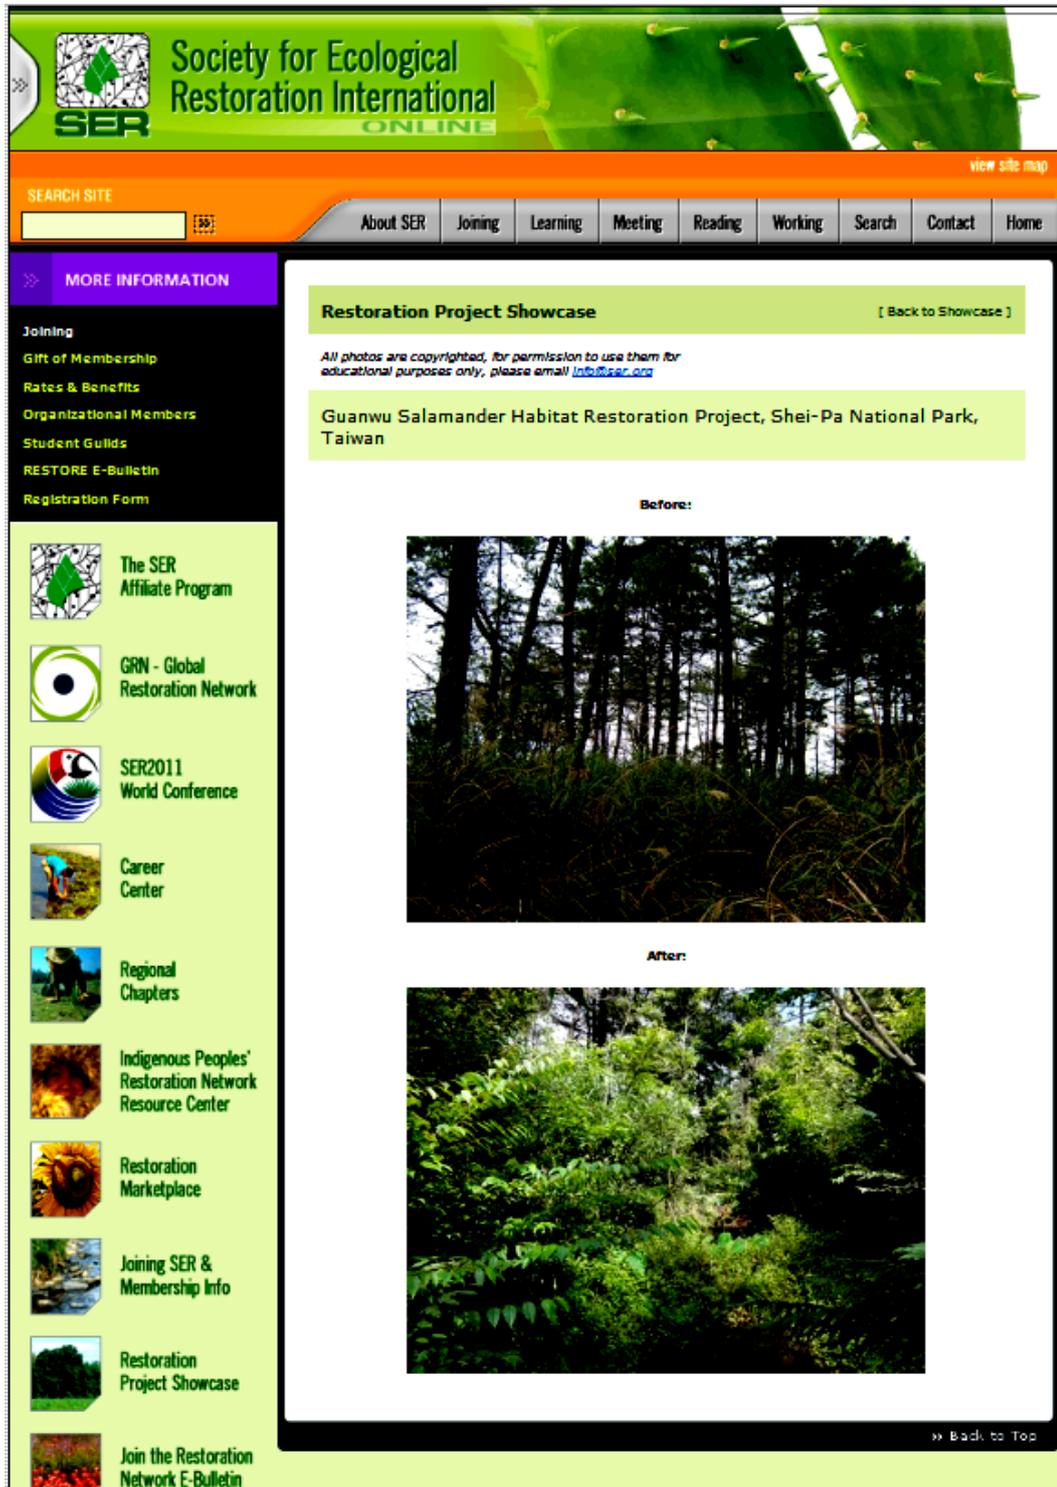 Society for Ecological
Restoration International
ONLINE
SER
view site map
SEARCH SITE
About SER
Joining
Learning
Meeting
Reading
Working
Search
Contact
Home
MORE INFORMATION
Joining
Gift of Membership
Rates & Benefits
Organizational Members
Student Guilds
RESTORE E-Bulletin
Registration Form
The SER
Affiliate Program
GRN - Global
Restoration Network
SER2011
World Conference
Career
Center
Regional
Chapters
Indigenous Peoples'
Restoration Network
Resource Center
Restoration
Marketplace
Joining SER &
Membership Info
Restoration
Project Showcase
Join the Restoration
Network E-Bulletin
Restoration Project Showcase
[ Back to Showcase ]
All photos are copyrighted, for permission to use them for
educational purposes only, please email info@ser.org
Guanwu Salamander Habitat Restoration Project, Shei-Pa National Park,
Taiwan
Before:
After:
» Back to Top